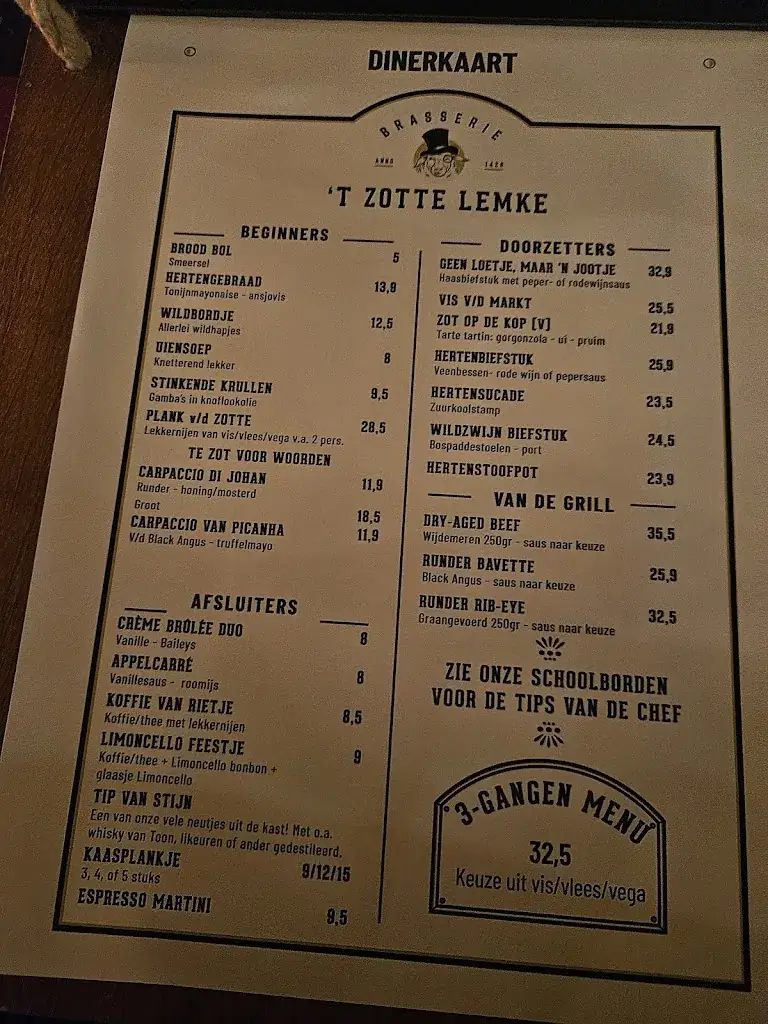 DINERKAART
BRASSERIE
ANNO 1429
'T ZOTTE LEMKE
BEGINNERS
BROOD BOL 5
Smeersel
HERTENGEBRAAD 13,9
Tonijnmayonaise - ansjovis
WILDBORDJE 12,5
Allerlei wildhapjes
UIENSOEP 8
Knetterend lekker
STINKENDE KRULLEN 9,5
Gamba's in knoflookolie
PLANK v/d ZOTTE 28,5
Lekkernijen van vis/vlees/vega v.a. 2 pers.
TE ZOT VOOR WOORDEN
CARPACCIO DI JOHAN 11,9
Runder - honing/mosterd
Groot 18,5
CARPACCIO VAN PICANHA 11,9
V/d Black Angus - truffelmayo
AFSLUITERS
CRÈME BRÛLÉE DUO 8
Vanille - Baileys
APPELCARRÉ 8
Vanillesaus - roomijs
KOFFIE VAN RIETJE 8,5
Koffie/thee met lekkernijen
LIMONCELLO FEESTJE 9
Koffie/thee + Limoncello bonbon +
glaasje Limoncello
TIP VAN STIJN
Een van onze vele neutjes uit de kast! Met o.a.
whisky van Toon, likeuren of ander gedestileerd.
KAASPLANKJE 9/12/15
3, 4, of 5 stuks
ESPRESSO MARTINI 9,5
DOORZETTERS
GEEN LOETJE, MAAR 'N JOOTJE 32,9
Haasbiefstuk met peper- of rodewijnsaus
VIS V/D MARKT 25,5
ZOT OP DE KOP (V) 21,9
Tarte tartin: gorgonzola - ui - pruim
HERTENBIEFSTUK 25,9
Veenbessen- rode wijn of pepersaus
HERTENSUCADE 23,5
Zuurkoolstamp
WILDZWIJN BIEFSTUK 24,5
Bospaddestoelen - port
HERTENSTOOFPOT 23,9
VAN DE GRILL
DRY-AGED BEEF 35,5
Wijdemeren 250gr - saus naar keuze
RUNDER BAVETTE 25,9
Black Angus - saus naar keuze
RUNDER RIB-EYE 32,5
Graangevoerd 250gr - saus naar keuze
ZIE ONZE SCHOOLBORDEN
VOOR DE TIPS VAN DE CHEF
3-GANGEN MENU
32,5
Keuze uit vis/vlees/vega